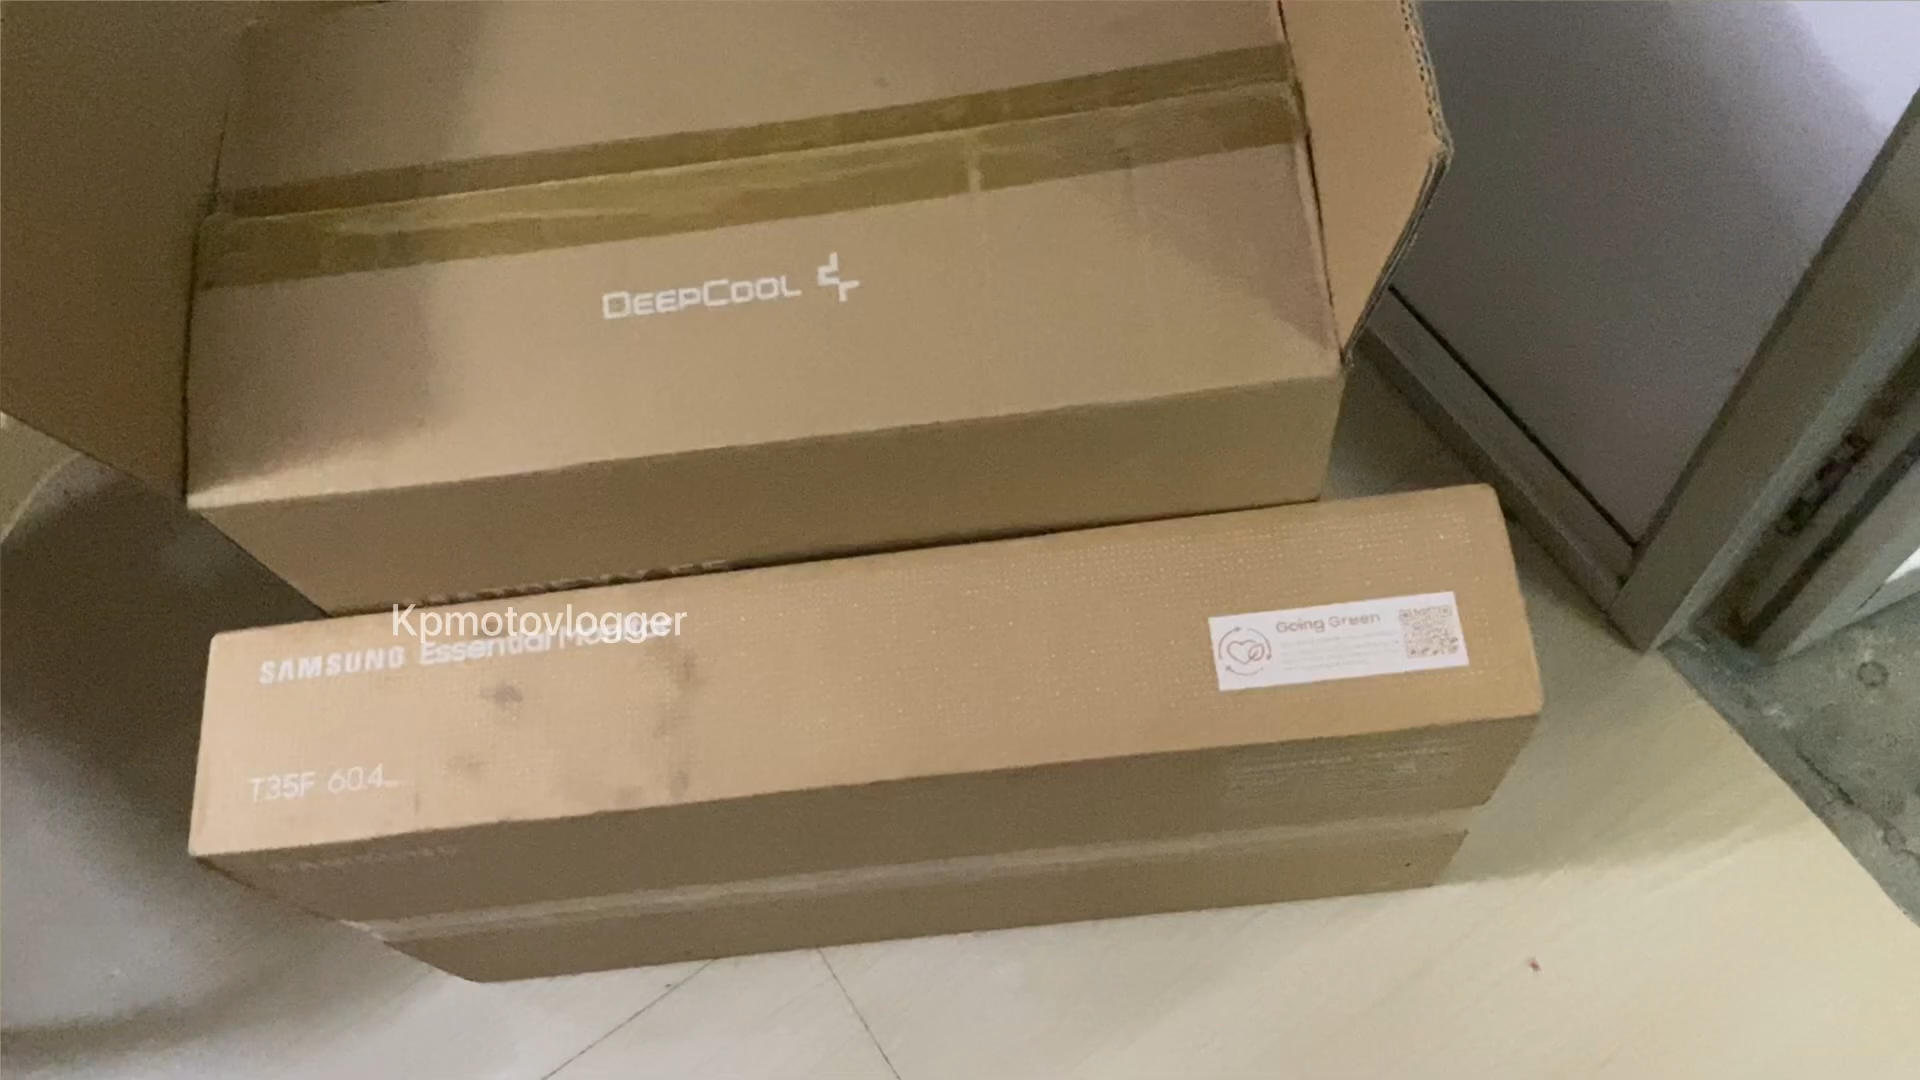 DEEPCOOL
Kpmotovlogger
SAMSUNG Essential Monitor
Going Green
T35F 60.4